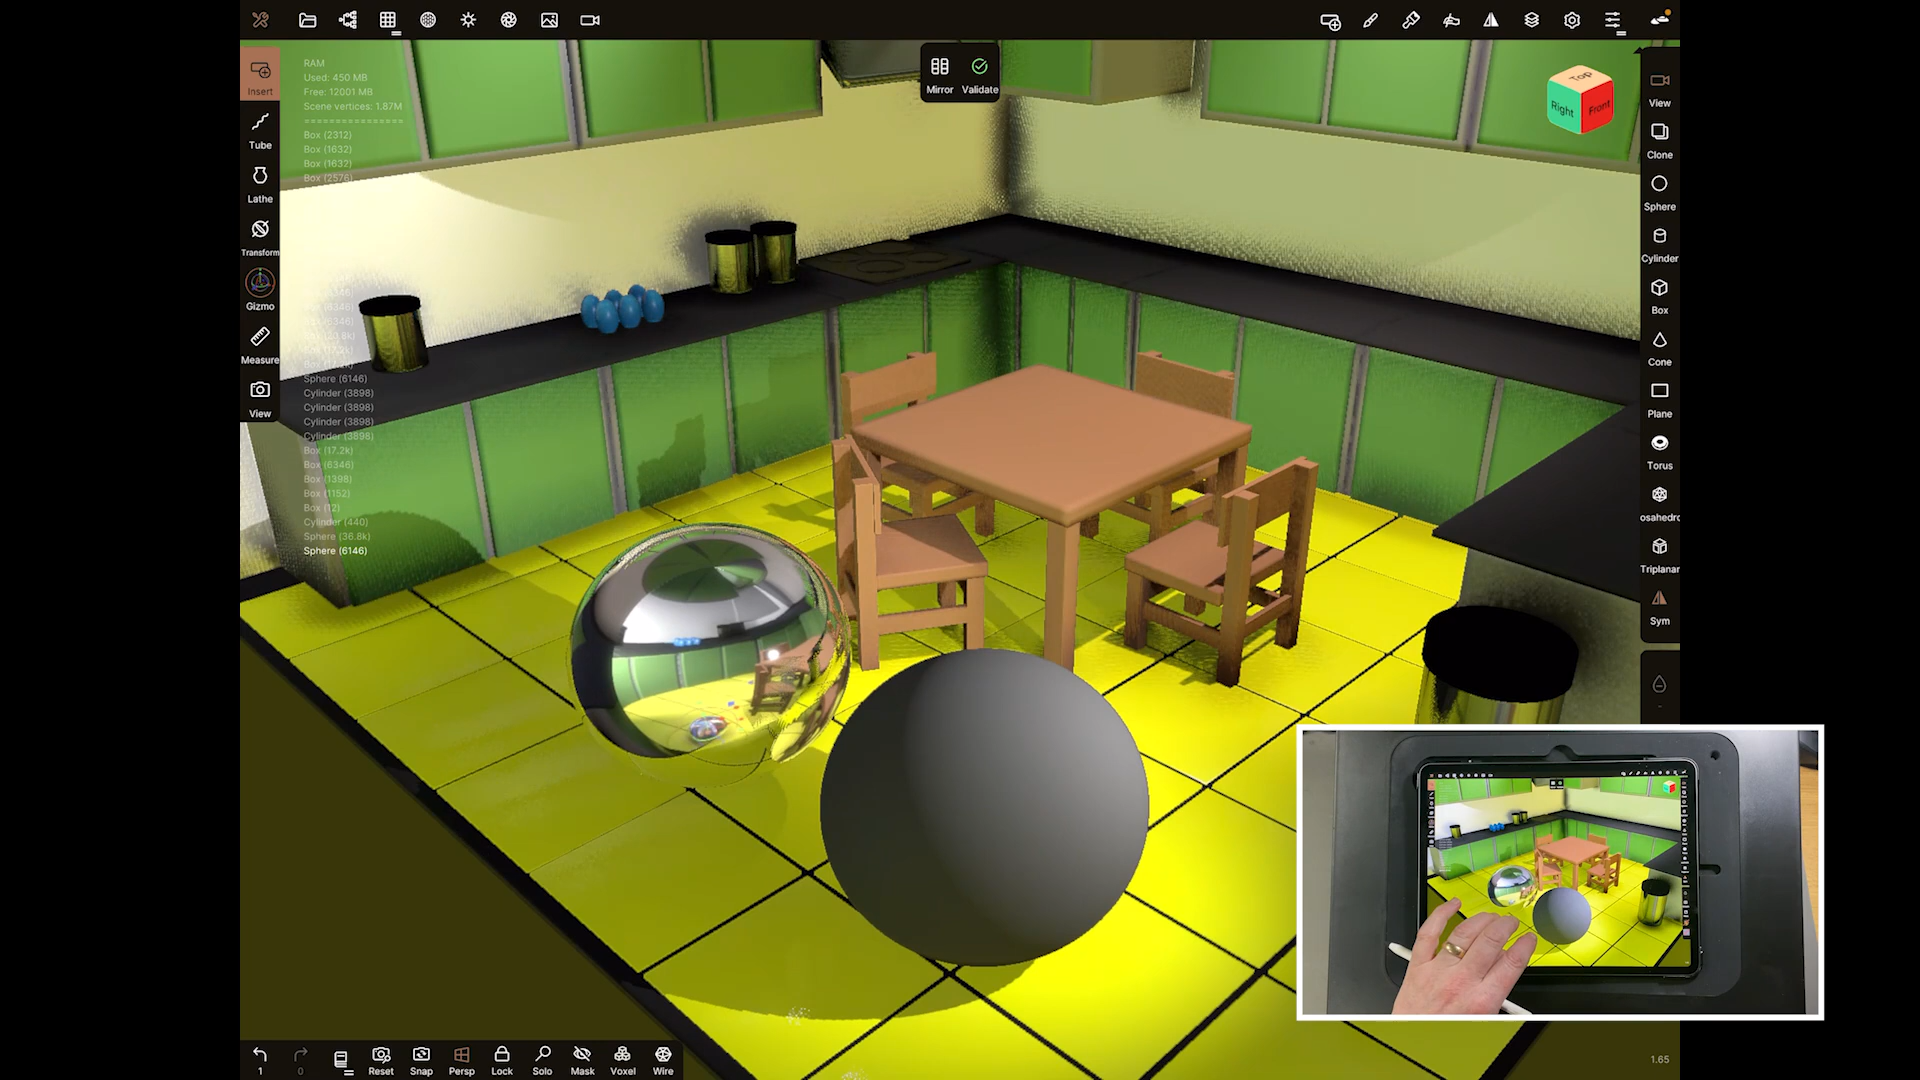 Insert
Tube
Lathe
Transform
Gizmo
Measure
View
RAM
Used: 450 MB
Free: 12001 MB
Scene vertices: 1.87M
================
Box (2312)
Box (1632)
Box (1632)
Box (2576)
Sphere (6146)
Cylinder (3898)
Cylinder (3898)
Cylinder (3898)
Cylinder (3898)
Box (17.2k)
Box (6346)
Box (1398)
Box (1152)
Box (12)
Cylinder (440)
Sphere (36.8k)
Sphere (6146)
Mirror
Validate
Top
Right
Front
View
Clone
Sphere
Cylinder
Box
Cone
Plane
Torus
osahedro
Triplanar
Sym
1
0
Reset
Snap
Persp
Lock
Solo
Mask
Voxel
Wire
1.65